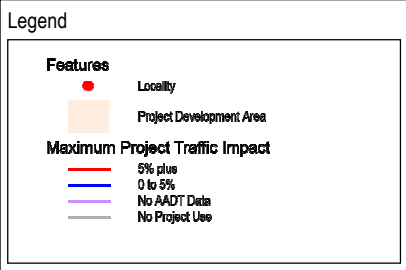 Legend
Features
Locality
Project Development Area
Maximum Project Traffic Impact
5% plus
0 to 5%
No AADT Data
No Project Use